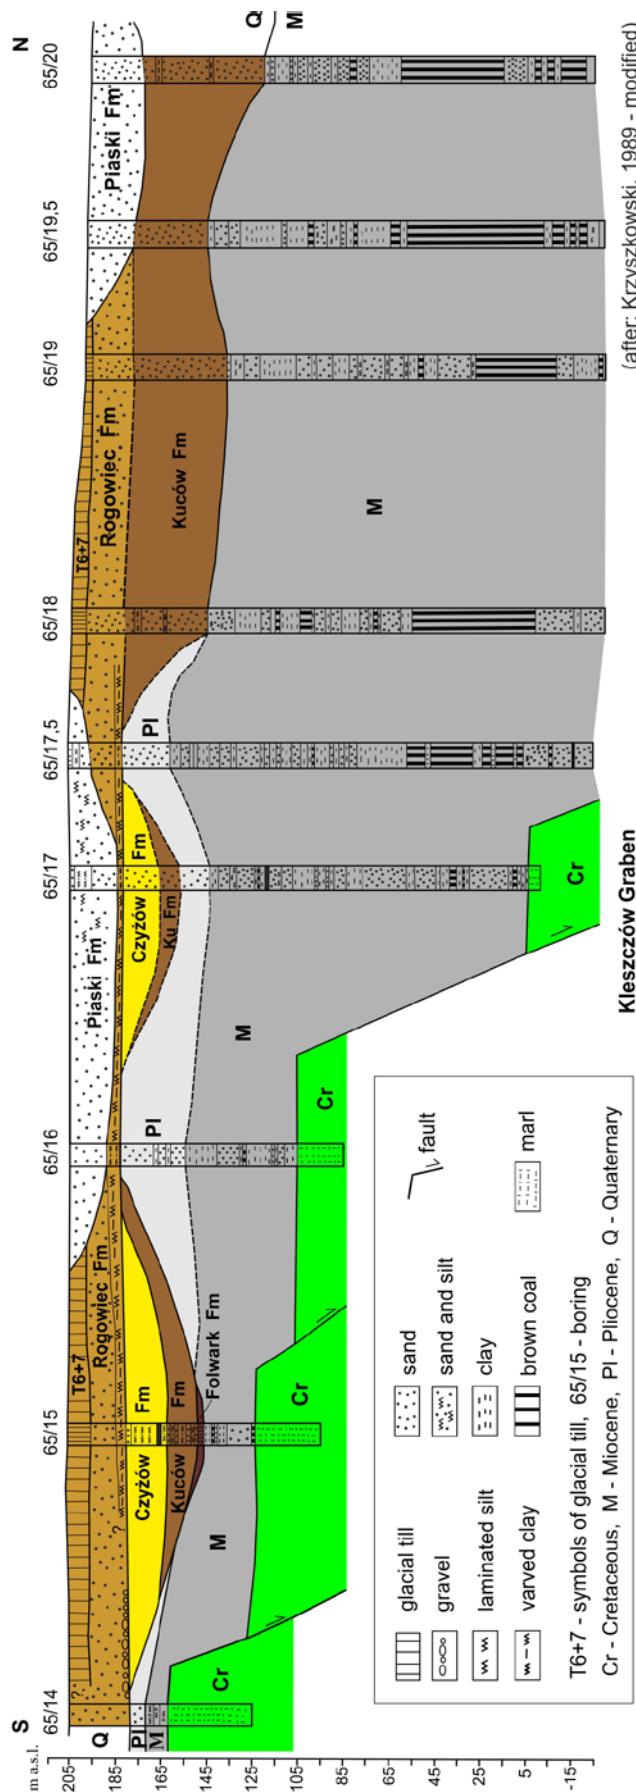 S
N
m a.s.l.
205
185
165
145
125
105
85
65
45
25
5
-15
65/14
65/15
65/16
65/17
65/17,5
65/18
65/19
65/19,5
65/20
Q
Pl
M
?
T6+7
Rogowiec Fm
?
Czyżów Fm
Kuców Fm
Folwark Fm
M
Cr
Cr
Pl
M
Cr
Piaski Fm
Czyżów Fm
Ku Fm
Cr
Pl
T6+7
Rogowiec Fm
Kuców Fm
M
Piaski Fm
Q
M
Kleszczów Graben
(after: Krzyszkowski, 1989 - modified)
glacial till
gravel
laminated silt
varved clay
sand
sand and silt
clay
brown coal
fault
marl
T6+7 - symbols of glacial till, 65/15 - boring
Cr - Cretaceous, M - Miocene, Pl - Pliocene, Q - Quaternary